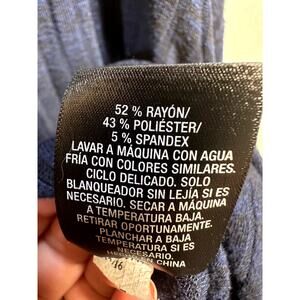 52 % RAYÓN/
43 % POLIÉSTER/
5 % SPANDEX
LAVAR A MÁQUINA CON AGUA
FRÍA CON COLORES SIMILARES.
CICLO DELICADO. SOLO
BLANQUEADOR SIN LEJÍA SI ES
NECESARIO. SECAR A MÁQUINA
A TEMPERATURA BAJA.
RETIRAR OPORTUNAMENTE.
PLANCHAR A BAJA
TEMPERATURA SI ES
NECESARIO.
CHINA